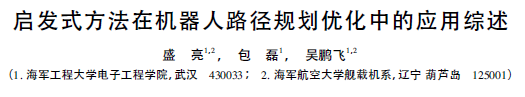 启发式方法在机器人路径规划优化中的应用综述
盛 亮1,2， 包 磊1， 吴鹏飞1,2
（1. 海军工程大学电子工程学院，武汉 430033； 2. 海军航空大学舰载机系，辽宁 葫芦岛 125001）